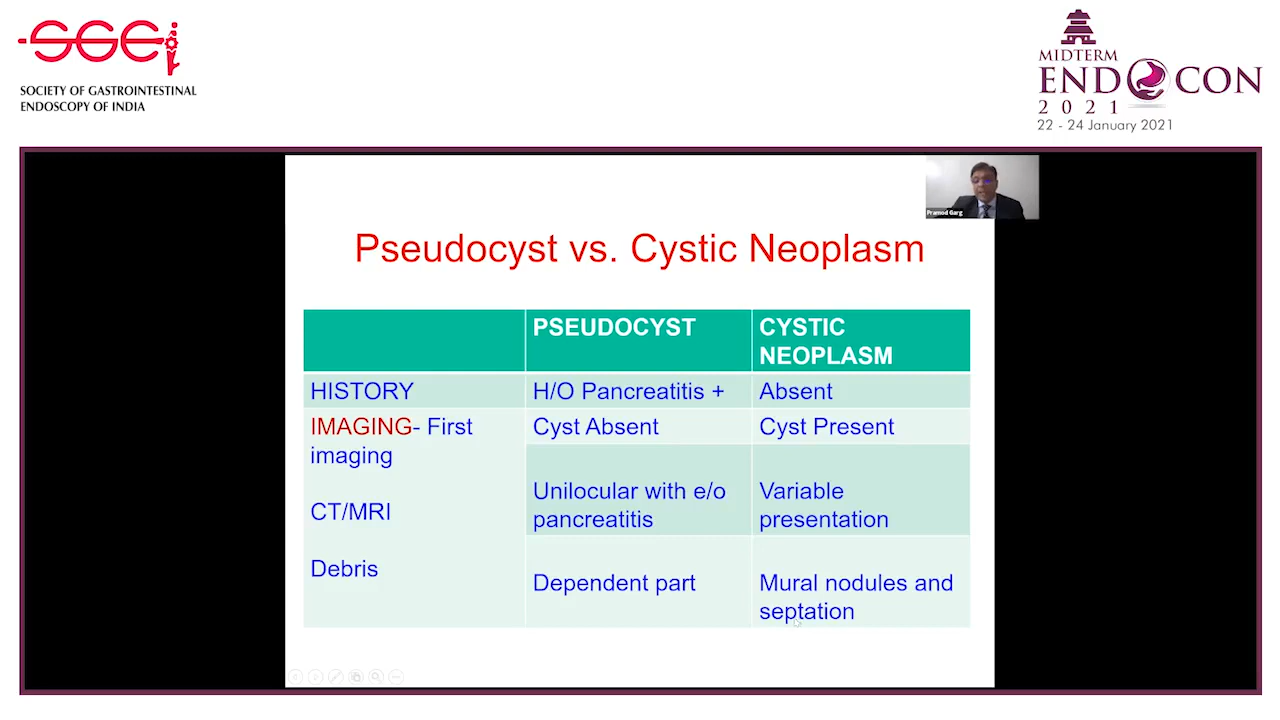 SGEi
SOCIETY OF GASTROINTESTINAL
ENDOSCOPY OF INDIA
MIDTERM
ENDOCON
2021
22 - 24 January 2021
Pramod Garg
Pseudocyst vs. Cystic Neoplasm
PSEUDOCYST
CYSTIC
NEOPLASM
HISTORY
H/O Pancreatitis +
Absent
IMAGING- First
imaging
Cyst Absent
Cyst Present
CT/MRI
Unilocular with e/o
pancreatitis
Variable
presentation
Debris
Dependent part
Mural nodules and
septation